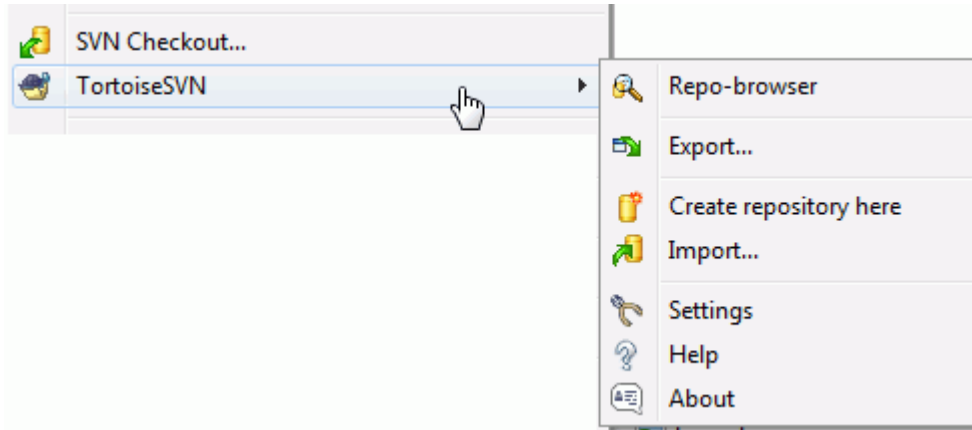 SVN Checkout...
TortoiseSVN
Repo-browser
Export...
Create repository here
Import...
Settings
Help
About